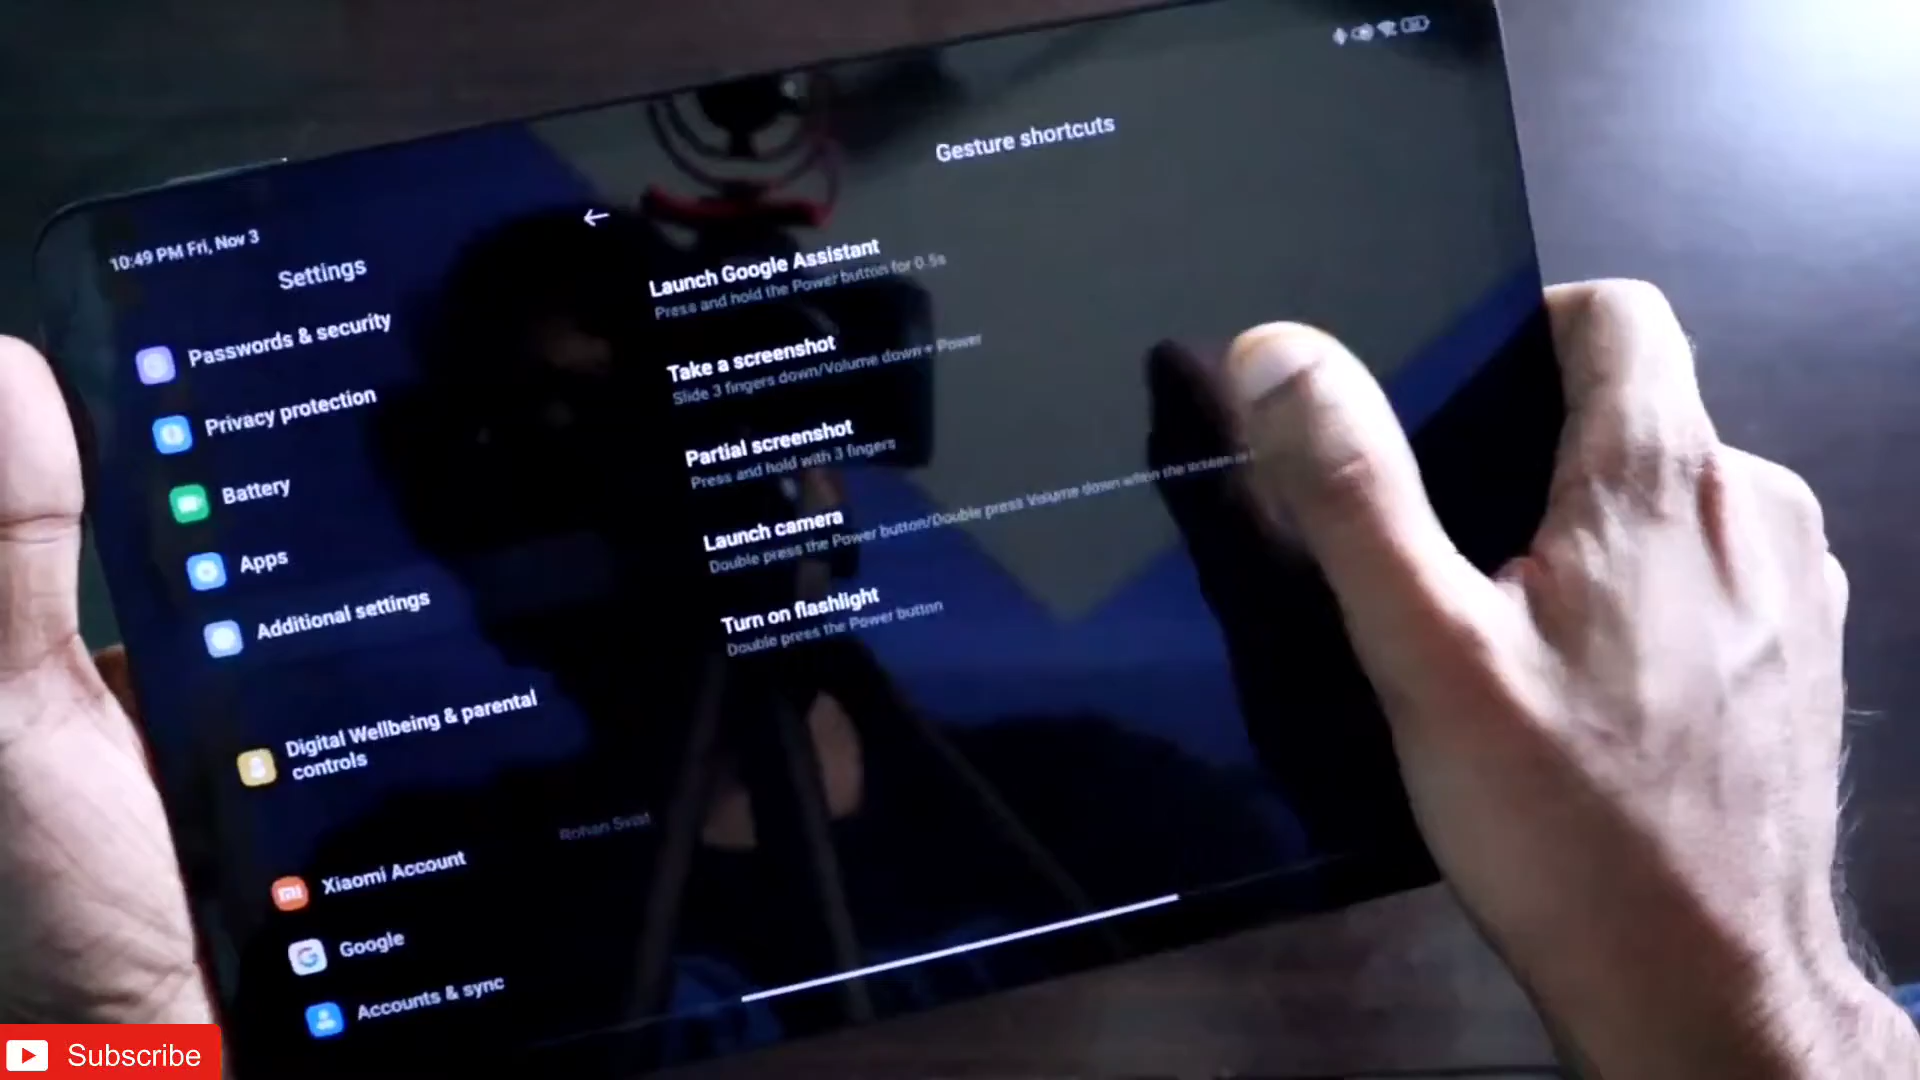 10:49 PM Fri, Nov 3
Settings
Passwords & security
Privacy protection
Battery
Apps
Additional settings
Digital Wellbeing & parental
controls
Xiaomi Account
Rohan
Google
Accounts & sync
Gesture shortcuts
Launch Google Assistant
Press and hold the Power button for 0.5s
Take a screenshot
Slide 3 fingers down/Volume down + Power
Partial screenshot
Press and hold with 3 fingers
Launch camera
Double press the Power button/Double press Volume down when the screen is
Turn on flashlight
Double press the Power button
Subscribe